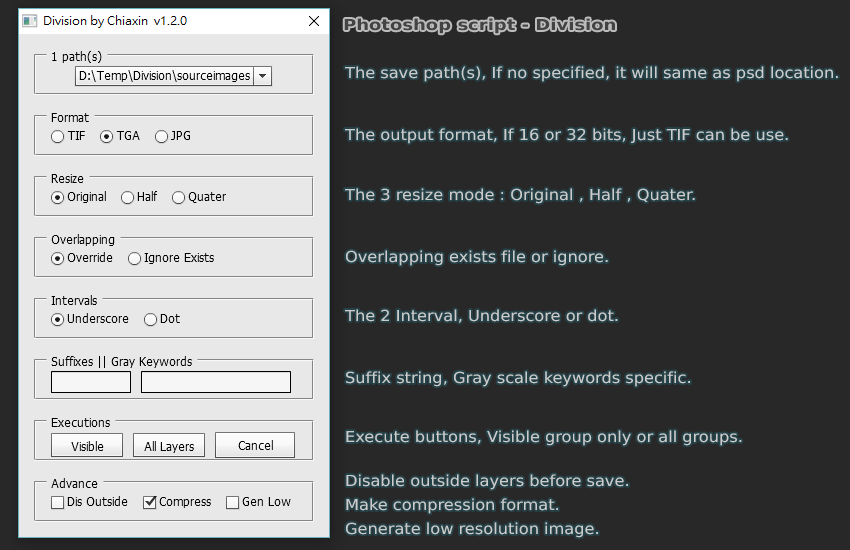 Division by Chiaxin v1.2.0
Photoshop script - Division
1 path(s)
D:\Temp\Division\sourceimages
The save path(s), If no specified, it will same as psd location.
Format
TIF TGA JPG
The output format, If 16 or 32 bits, Just TIF can be use.
Resize
Original Half Quater
The 3 resize mode : Original , Half , Quater.
Overlapping
Override Ignore Exists
Overlapping exists file or ignore.
Intervals
Underscore Dot
The 2 Interval, Underscore or dot.
Suffixes || Gray Keywords
Suffix string, Gray scale keywords specific.
Executions
Visible All Layers Cancel
Execute buttons, Visible group only or all groups.
Advance
Dis Outside Compress Gen Low
Disable outside layers before save.
Make compression format.
Generate low resolution image.